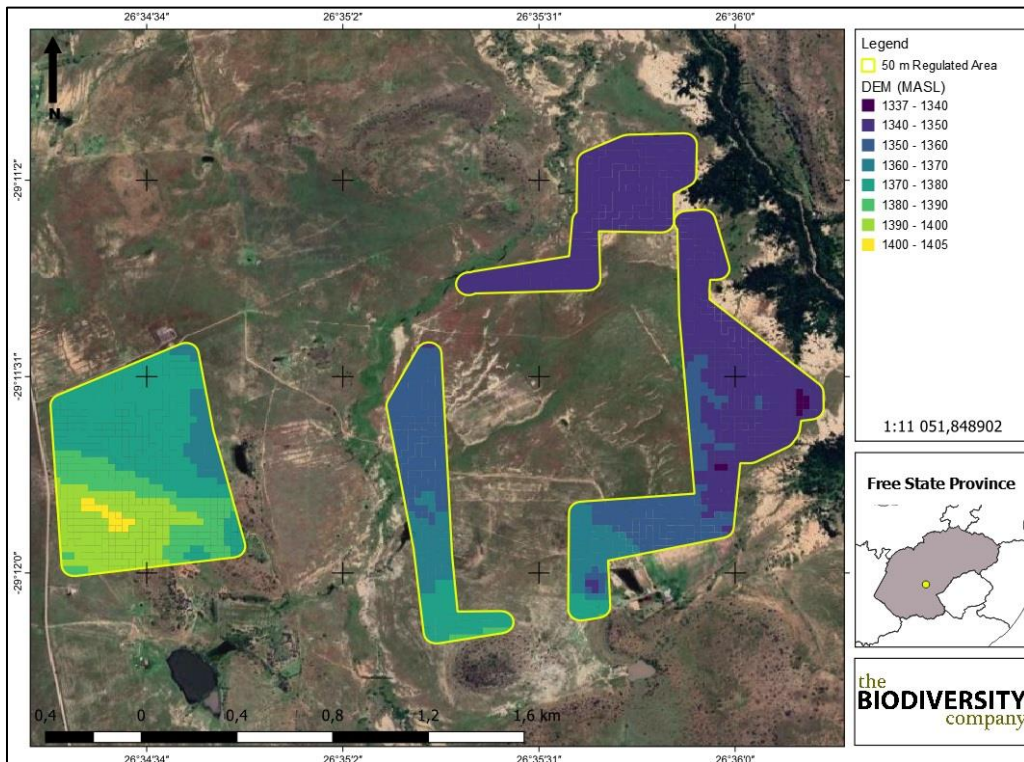 26°34'34" 26°35'2" 26°35'31" 26°36'0"
N
-29°11'2"
-29°11'31"
-29°12'0"
0,4 0 0,4 0,8 1,2 1,6 km
26°34'34" 26°35'2" 26°35'31" 26°36'0"
Legend
50 m Regulated Area
DEM (MASL)
1337 - 1340
1340 - 1350
1350 - 1360
1360 - 1370
1370 - 1380
1380 - 1390
1390 - 1400
1400 - 1405
1:11 051,848902
Free State Province
the
BIODIVERSITY
company